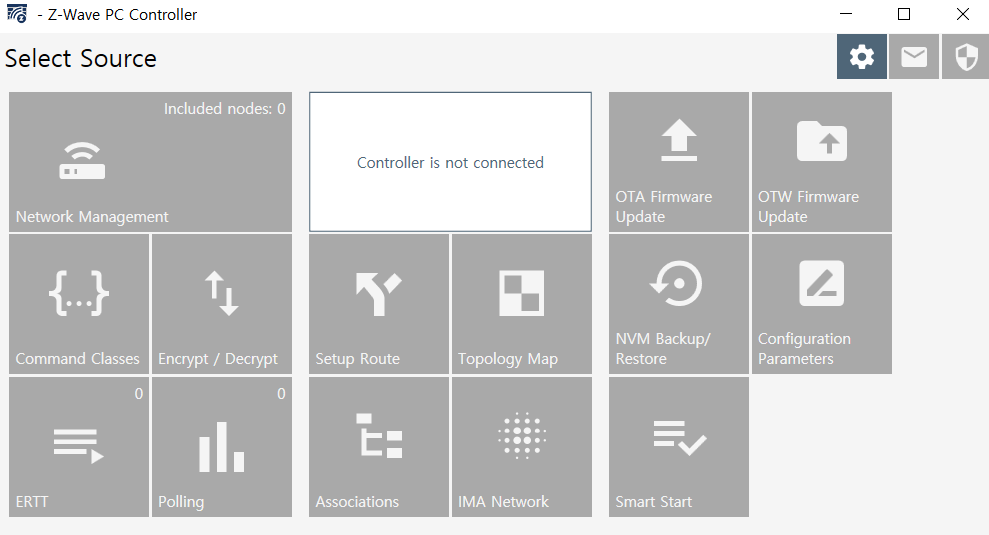 - Z-Wave PC Controller
Select Source
Included nodes: 0
Network Management
Controller is not connected
OTA Firmware
Update
OTW Firmware
Update
Command Classes
Encrypt / Decrypt
Setup Route
Topology Map
NVM Backup/
Restore
Configuration
Parameters
0
ERTT
0
Polling
Associations
IMA Network
Smart Start